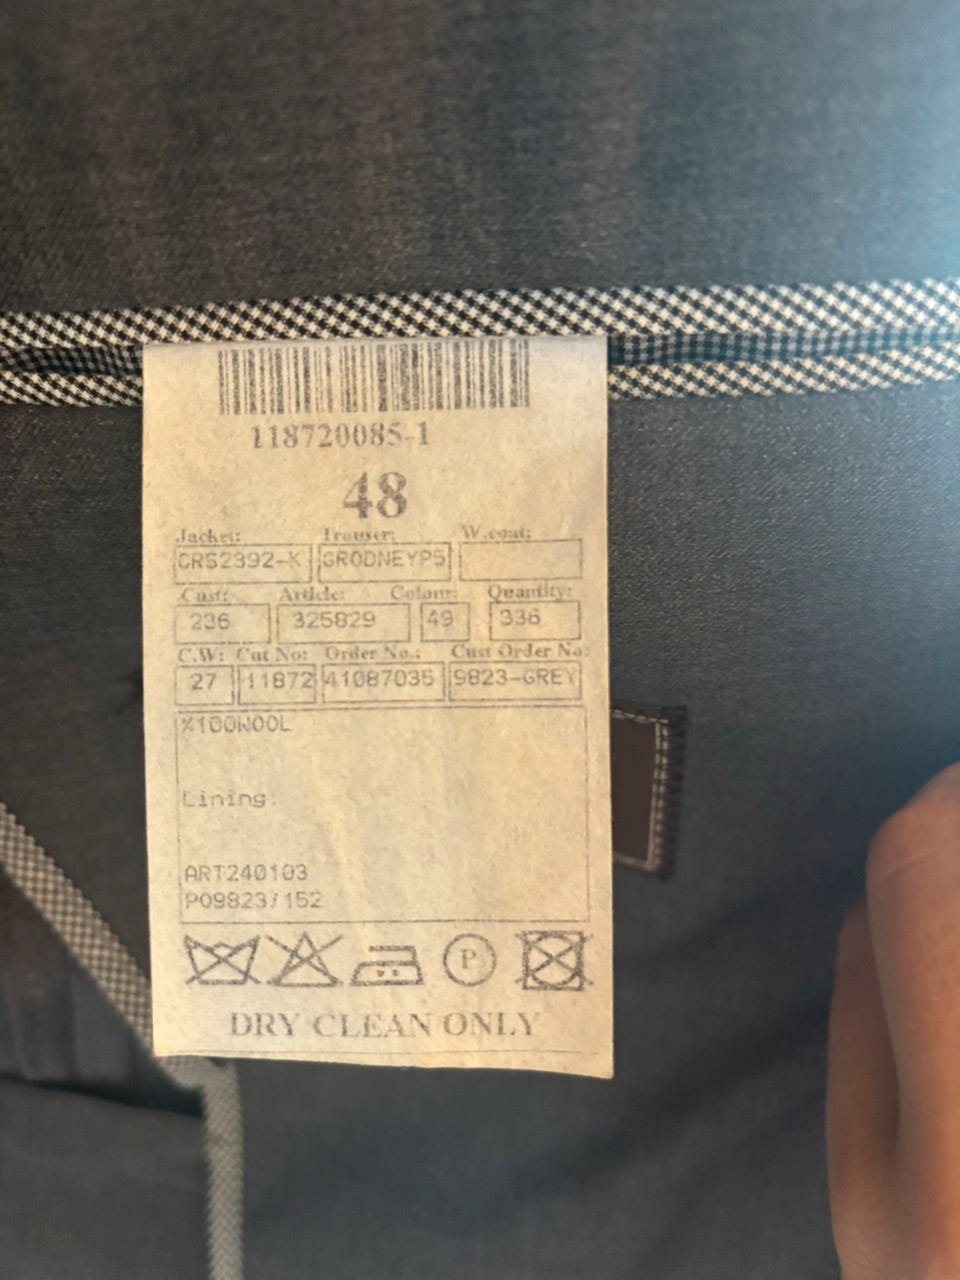 118720085-1
48
Jacket: Trouser: W.coat:
CRS2392-K GRODNEYP5
Cust: Article: Colour: Quantity:
236 325829 49 336
C.W: Cut No: Order No.: Cust Order No:
27 11872 41087035 9823-GREY
%100WOOL
Lining:
ART240103
PO9823/152
P
DRY CLEAN ONLY